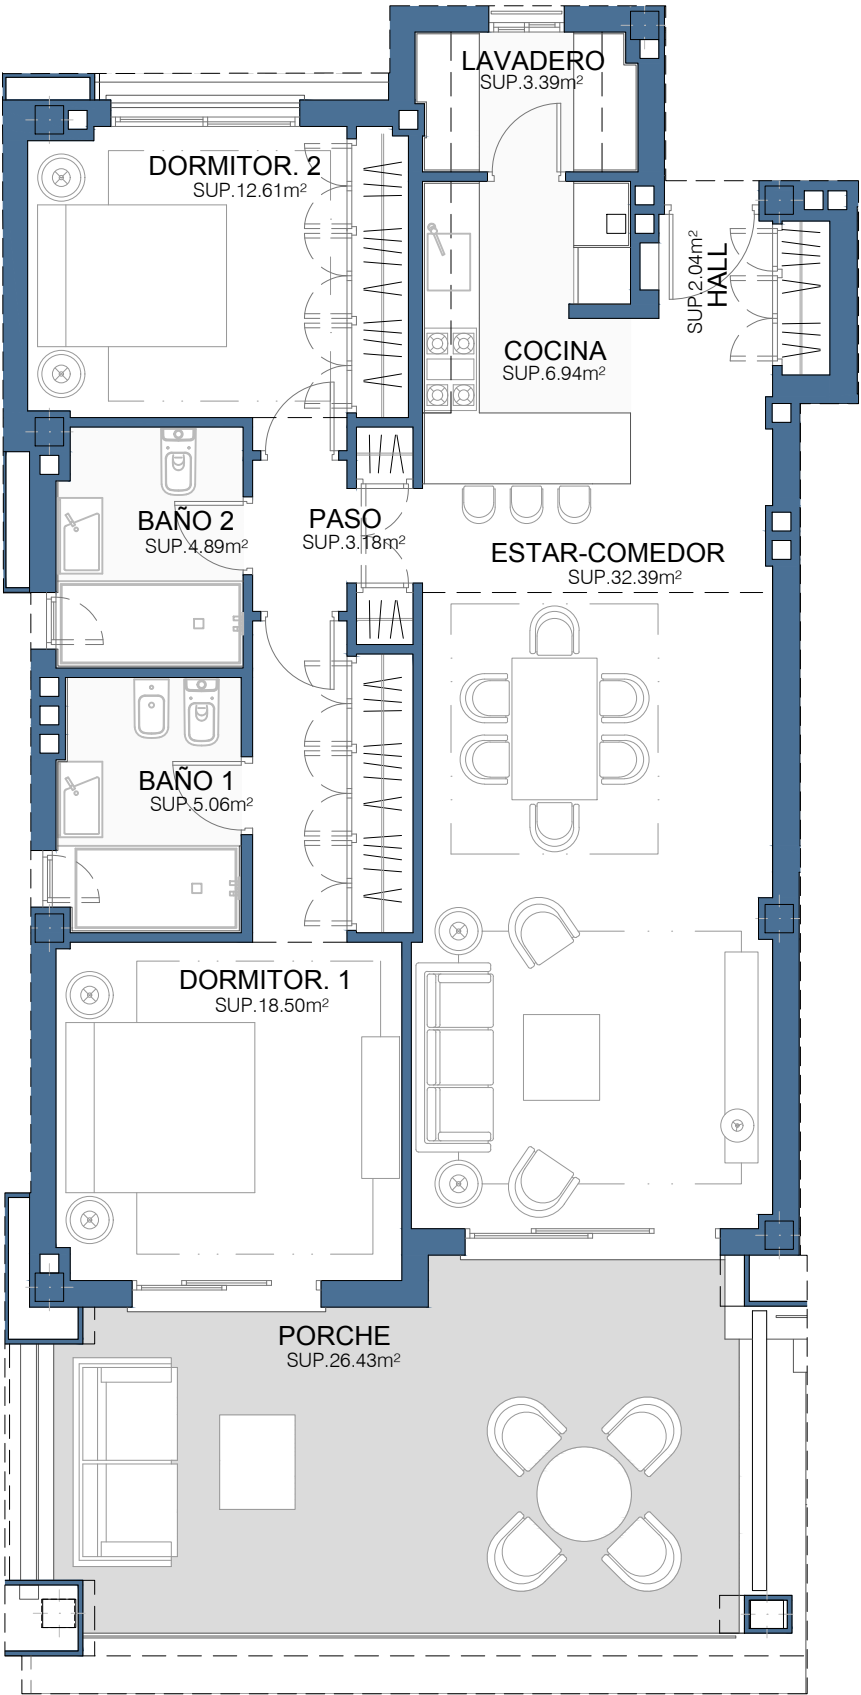 LAVADERO
SUP.3.39m²
DORMITOR. 2
SUP.12.61m²
HALL
SUP.2.04m²
COCINA
SUP.6.94m²
BAÑO 2
SUP.4.89m²
PASO
SUP.3.18m²
ESTAR-COMEDOR
SUP.32.39m²
BAÑO 1
SUP.5.06m²
DORMITOR. 1
SUP.18.50m²
PORCHE
SUP.26.43m²